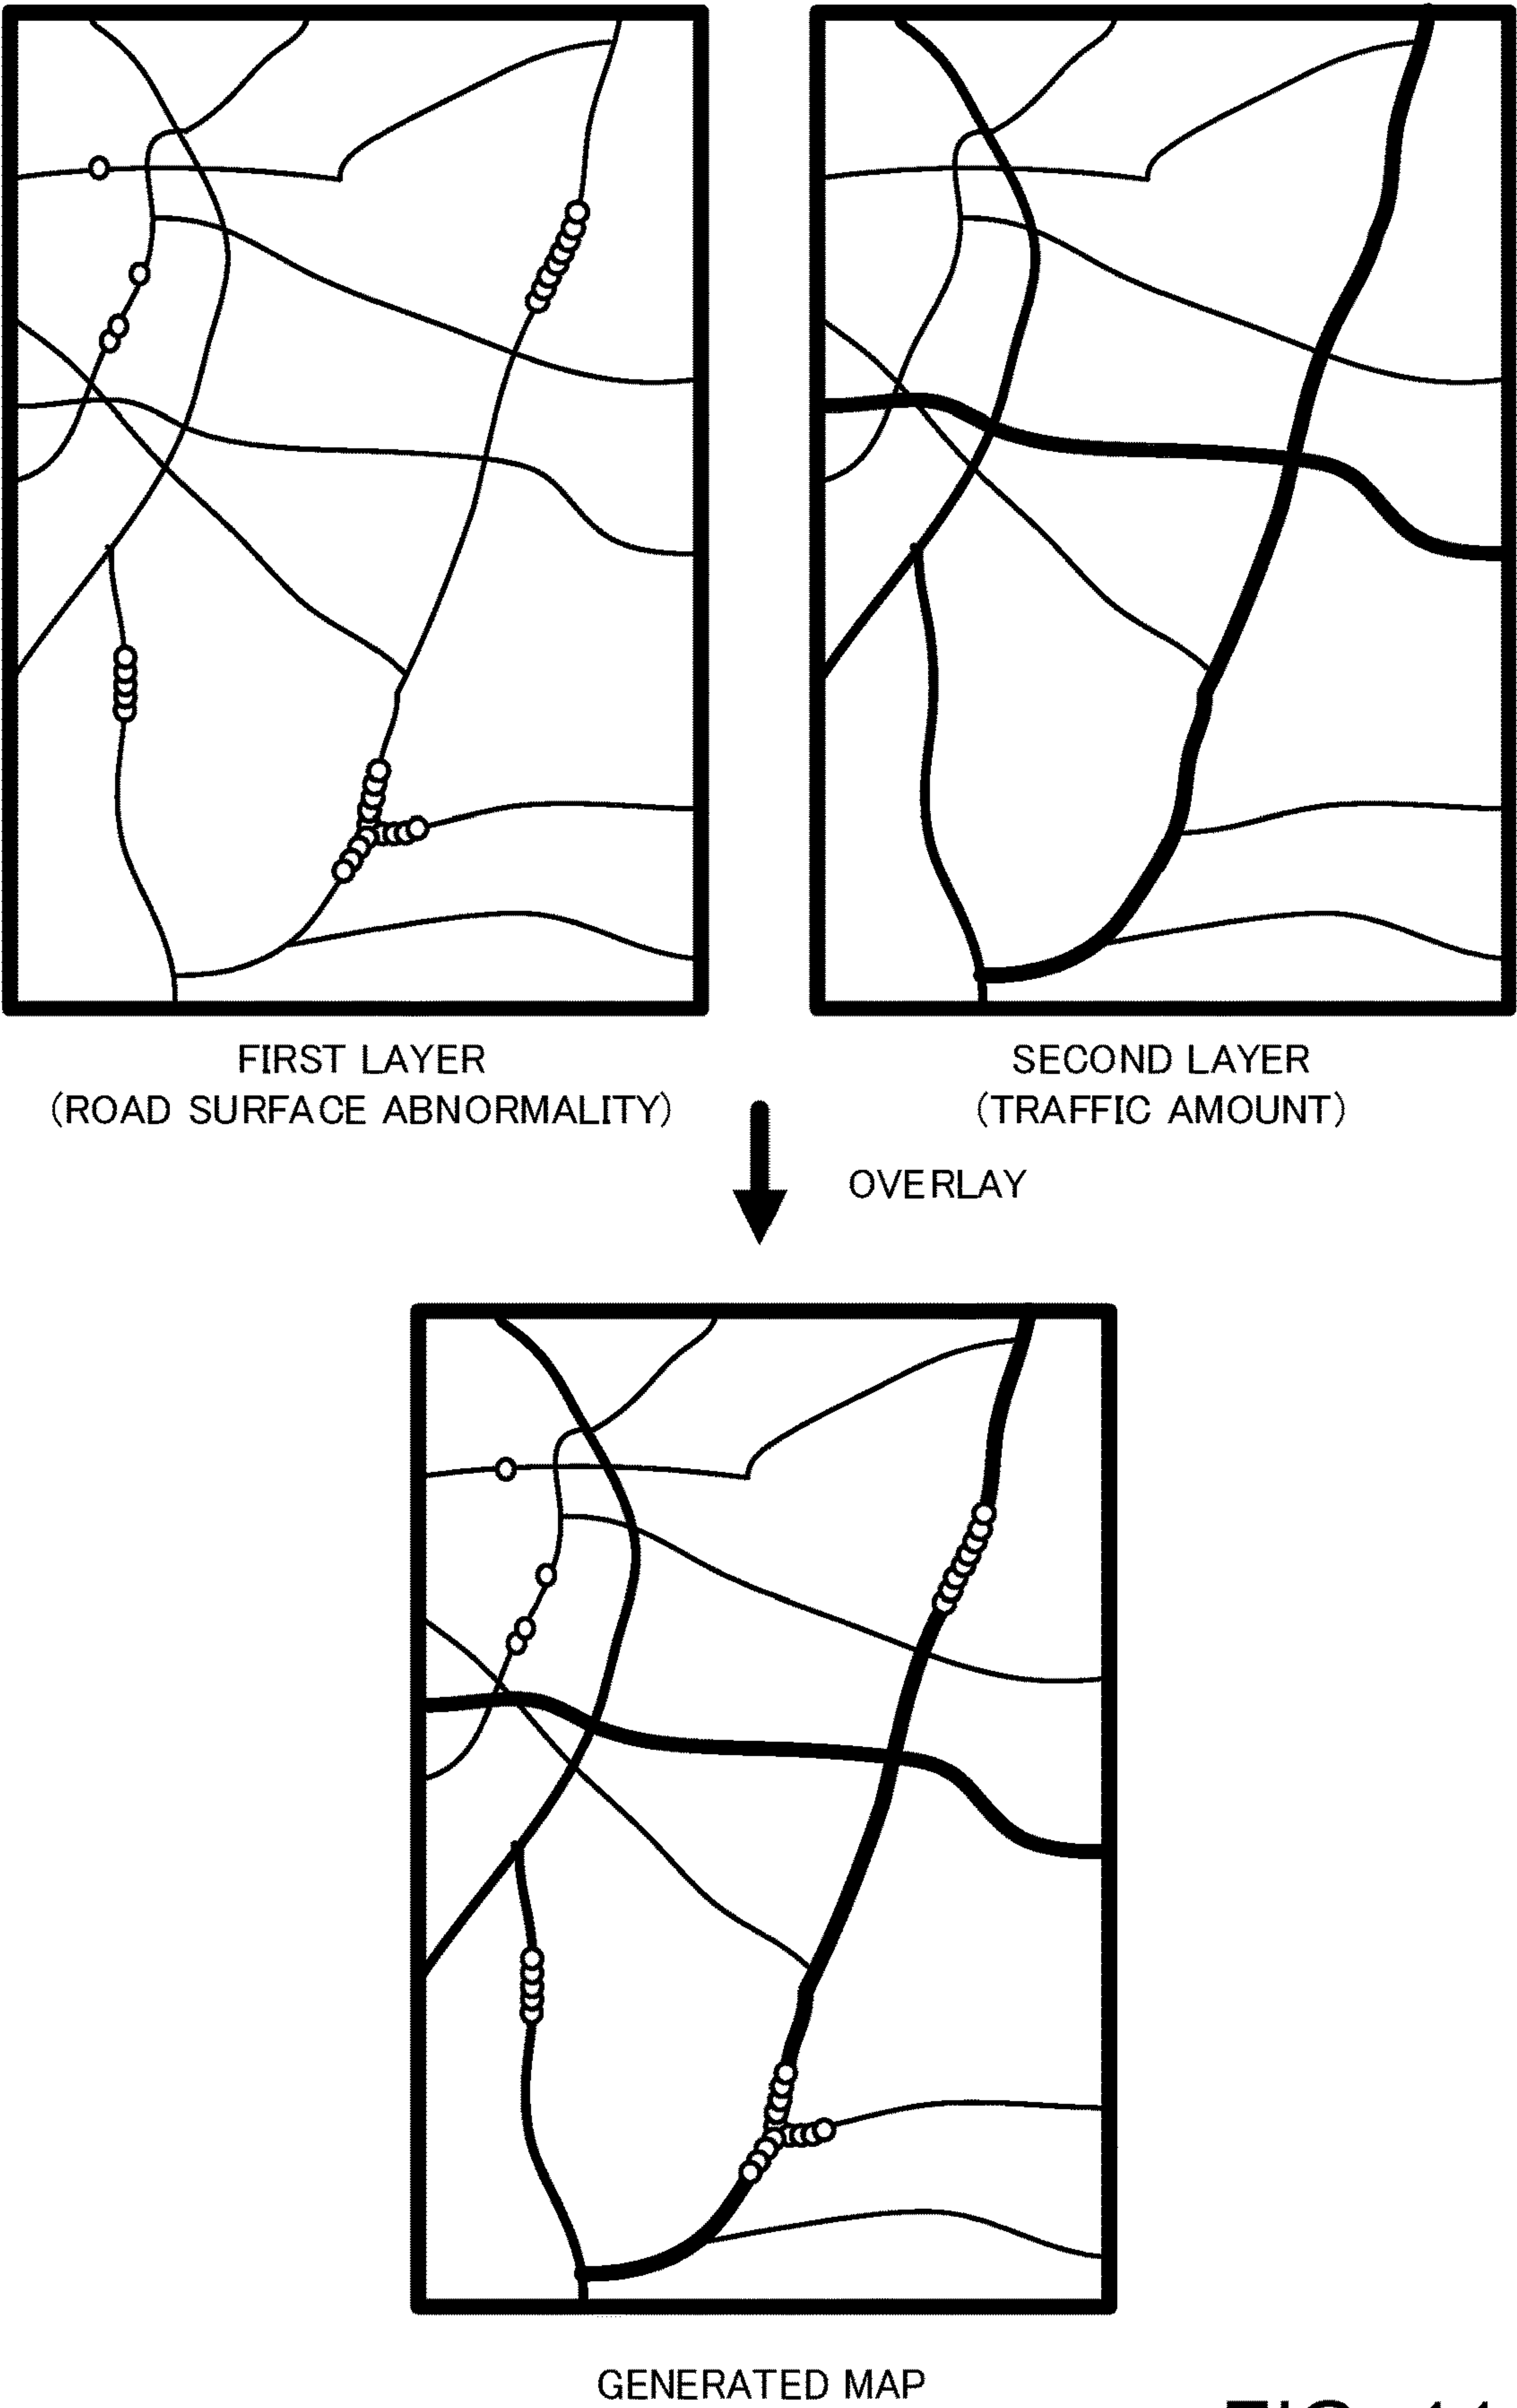 FIRST LAYER
(ROAD SURFACE ABNORMALITY)
SECOND LAYER
(TRAFFIC AMOUNT)
OVERLAY
GENERATED MAP